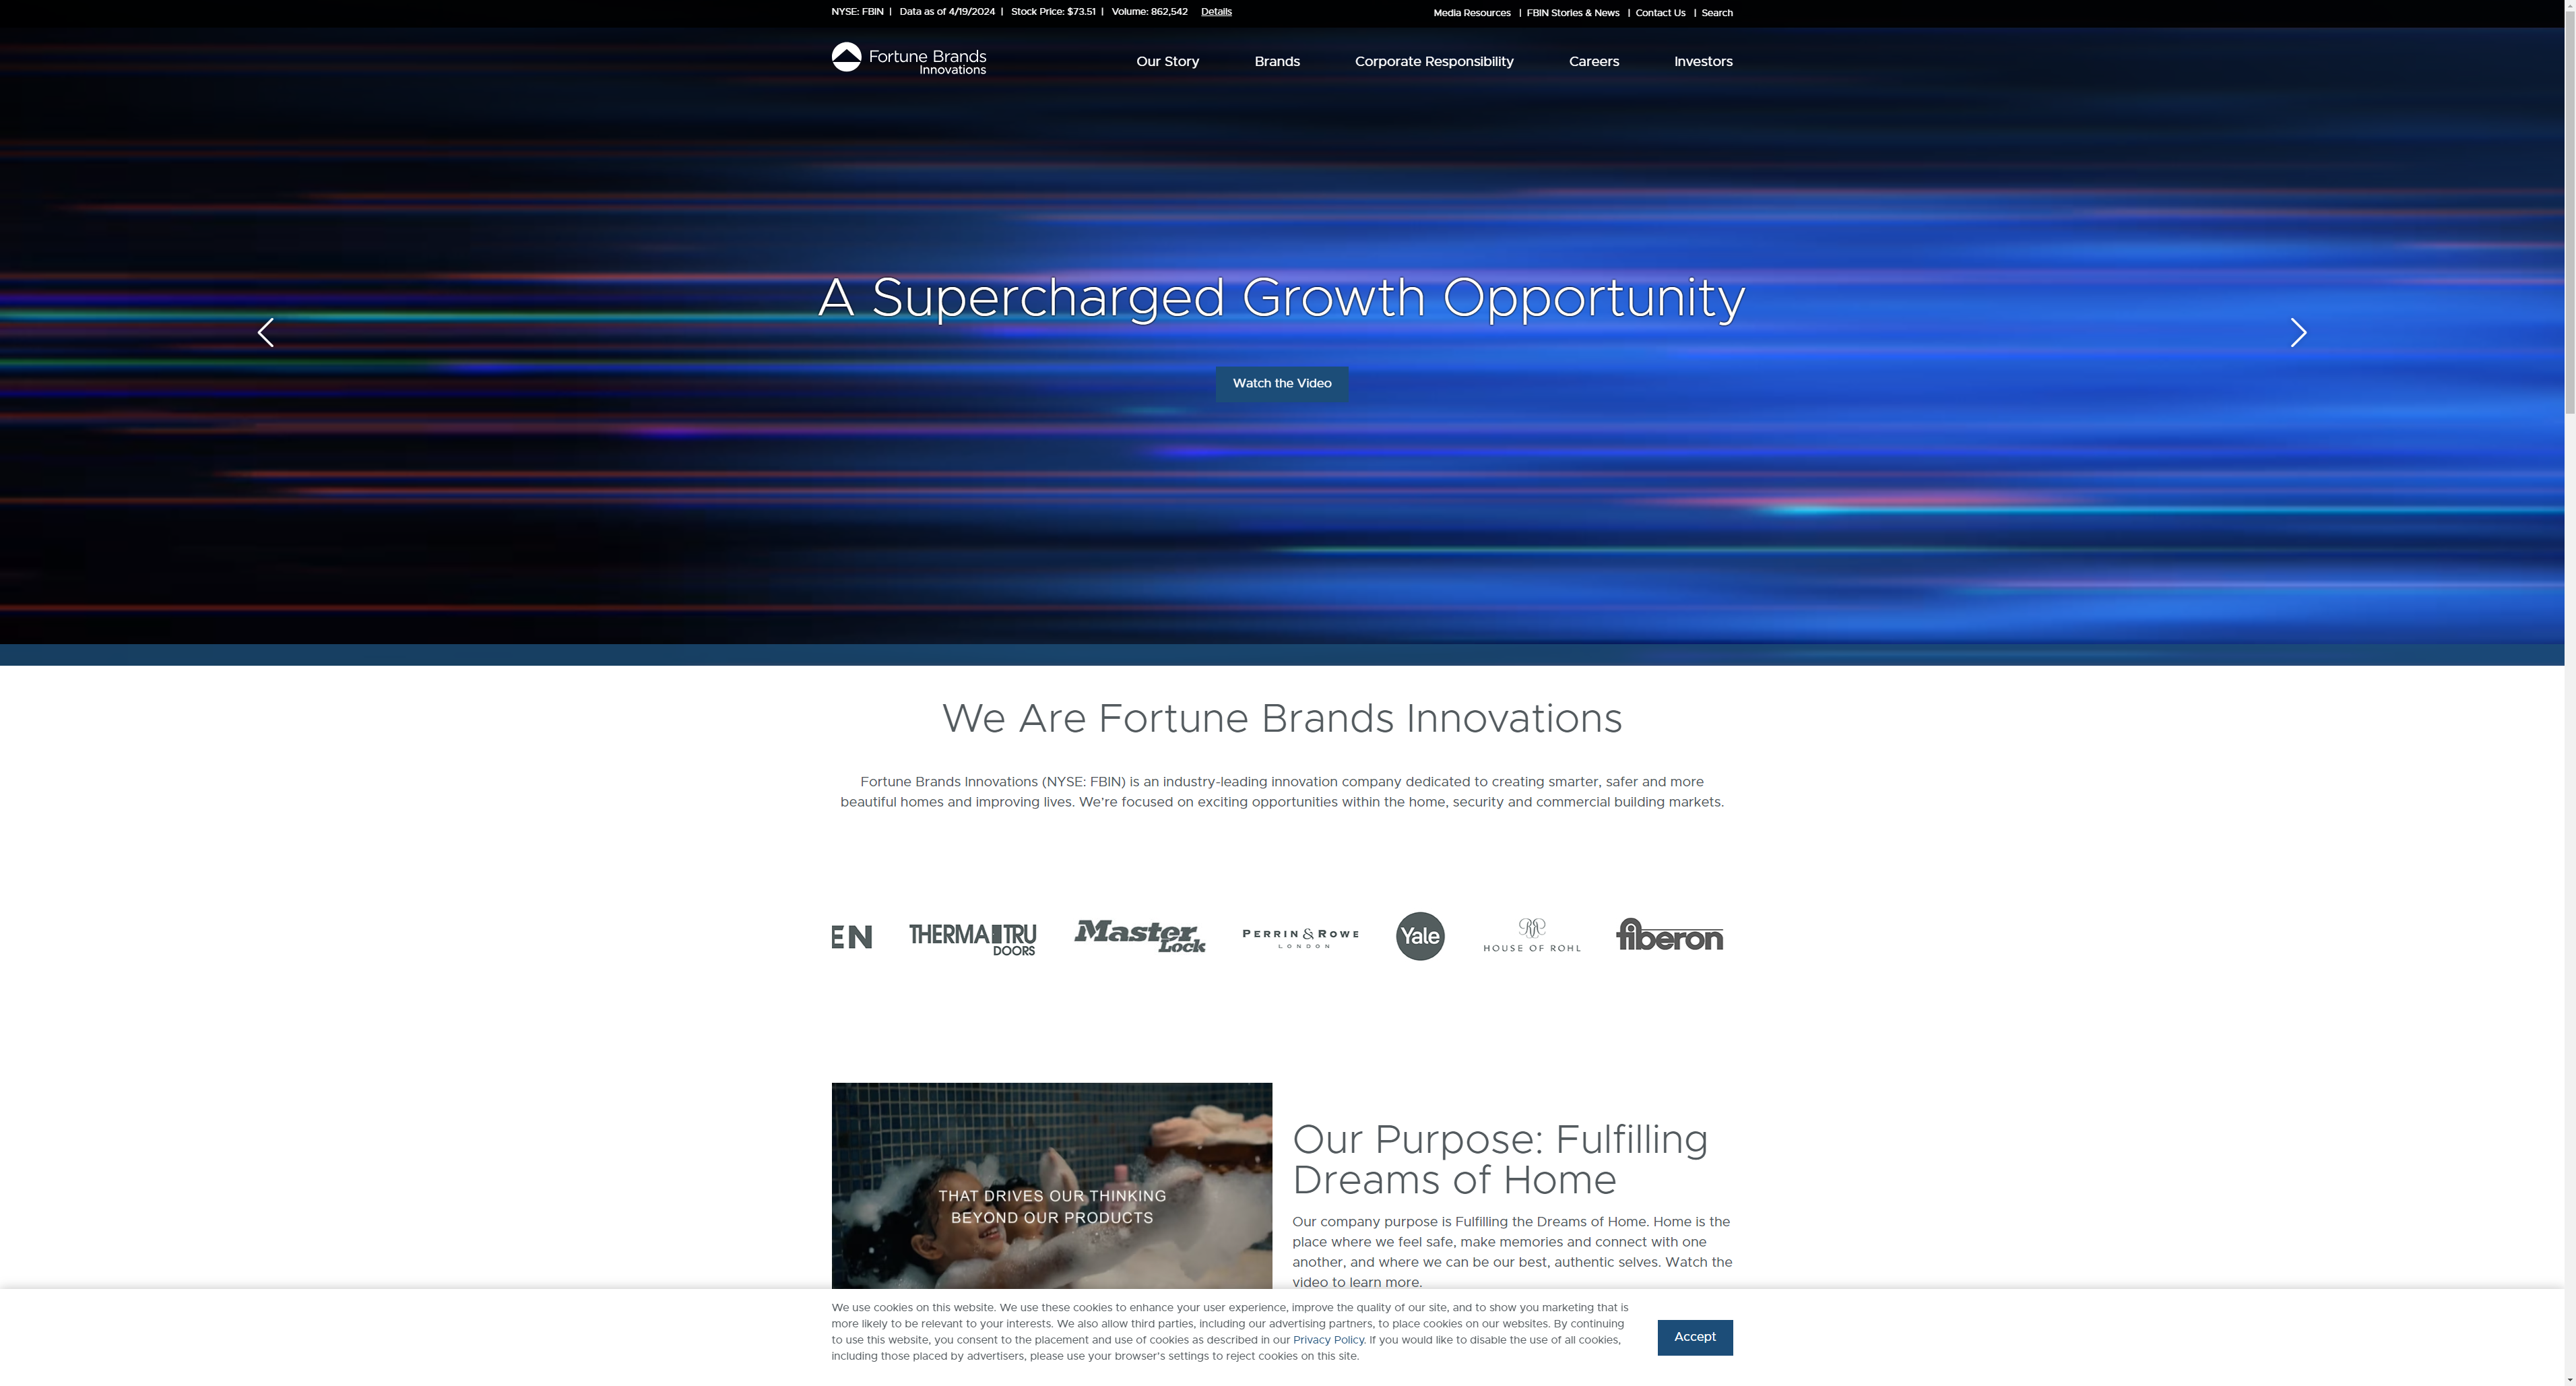 NYSE: FBIN | Data as of 4/19/2024 | Stock Price: $73.51 | Volume: 862,542 Details
Media Resources | FBIN Stories & News | Contact Us | Search
Fortune Brands
Innovations
Our Story
Brands
Corporate Responsibility
Careers
Investors
A Supercharged Growth Opportunity
Watch the Video
We Are Fortune Brands Innovations
Fortune Brands Innovations (NYSE: FBIN) is an industry-leading innovation company dedicated to creating smarter, safer and more
beautiful homes and improving lives. We're focused on exciting opportunities within the home, security and commercial building markets.
EN
THERMA TRU
DOORS
Master
Lock
PERRIN & ROWE
LONDON
Yale
HOUSE OF ROHL
fiberon
THAT DRIVES OUR THINKING
BEYOND OUR PRODUCTS
Our Purpose: Fulfilling
Dreams of Home
Our company purpose is Fulfilling the Dreams of Home. Home is the
place where we feel safe, make memories and connect with one
another, and where we can be our best, authentic selves. Watch the
video to learn more.
We use cookies on this website. We use these cookies to enhance your user experience, improve the quality of our site, and to show you marketing that is
more likely to be relevant to your interests. We also allow third parties, including our advertising partners, to place cookies on our websites. By continuing
to use this website, you consent to the placement and use of cookies as described in our Privacy Policy. If you would like to disable the use of all cookies,
including those placed by advertisers, please use your browser's settings to reject cookies on this site.
Accept